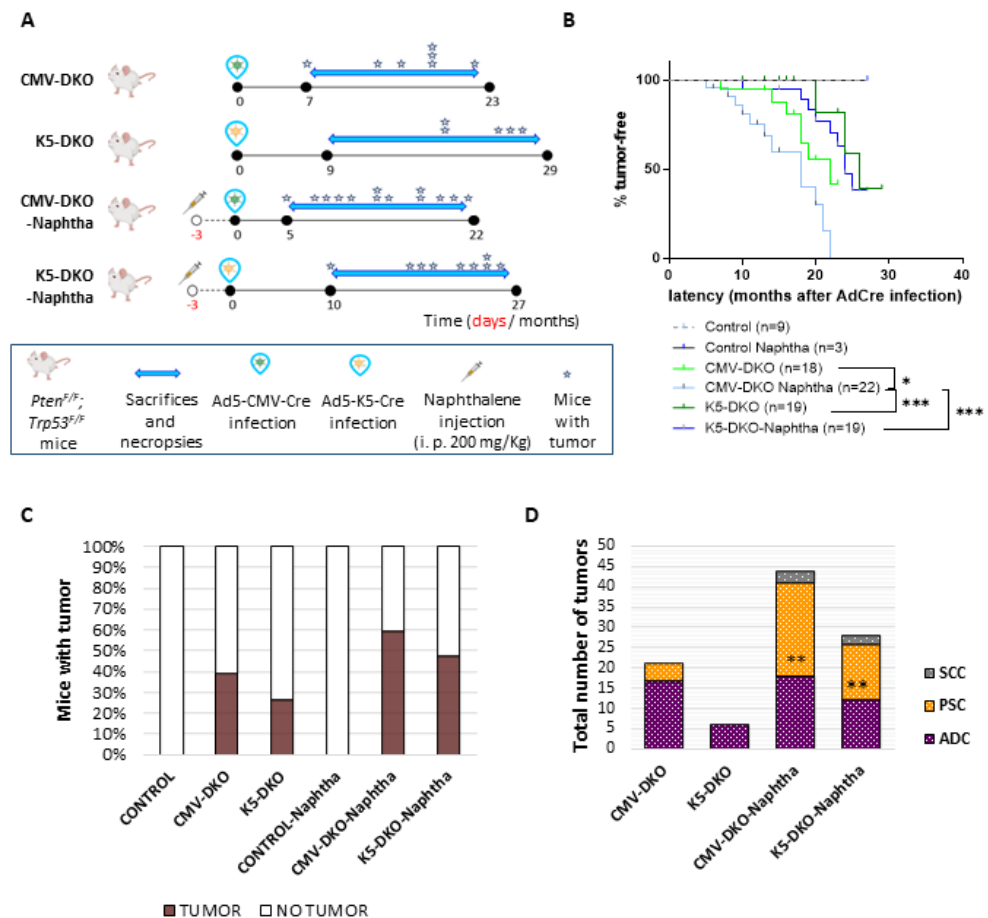 A
CMV-DKO
0
7
23
K5-DKO
0
9
29
CMV-DKO
-Naphtha
-3
0
5
22
K5-DKO
-Naphtha
-3
0
10
27
Time (days / months)
Pten^F/F;
Trp53^F/F
mice
Sacrifices
and
necropsies
Ad5-CMV-Cre
infection
Ad5-K5-Cre
infection
Naphthalene
injection
(i. p. 200 mg/Kg)
Mice
with
tumor
B
% tumor-free
100
50
0
0
10
20
30
40
latency (months after AdCre infection)
Control (n=9)
Control Naphtha (n=3)
CMV-DKO (n=18)
CMV-DKO Naphtha (n=22)
K5-DKO (n=19)
K5-DKO-Naphtha (n=19)
*
***
***
C
Mice with tumor
100%
90%
80%
70%
60%
50%
40%
30%
20%
10%
0%
CONTROL
CMV-DKO
K5-DKO
CONTROL-Naphtha
CMV-DKO-Naphtha
K5-DKO-Naphtha
TUMOR
NO TUMOR
D
Total number of tumors
50
45
40
35
30
25
20
15
10
5
0
**
**
CMV-DKO
K5-DKO
CMV-DKO-Naphtha
K5-DKO-Naphtha
SCC
PSC
ADC